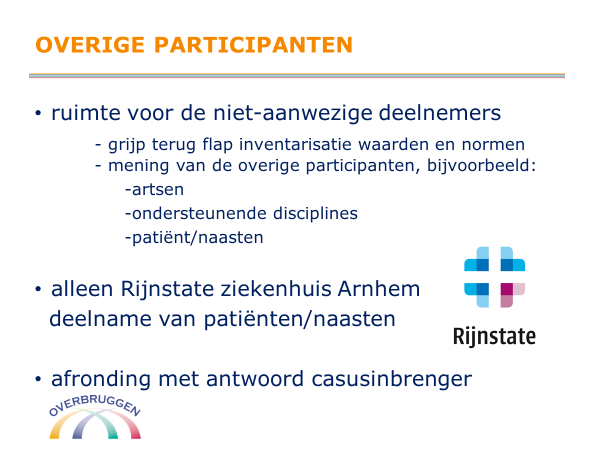 OVERIGE PARTICIPANTEN
• ruimte voor de niet-aanwezige deelnemers
- grijp terug flap inventarisatie waarden en normen
- mening van de overige participanten, bijvoorbeeld:
-artsen
-ondersteunende disciplines
-patiënt/naasten
• alleen Rijnstate ziekenhuis Arnhem
deelname van patiënten/naasten
Rijnstate
• afronding met antwoord casusinbrenger
OVERBRUGGEN